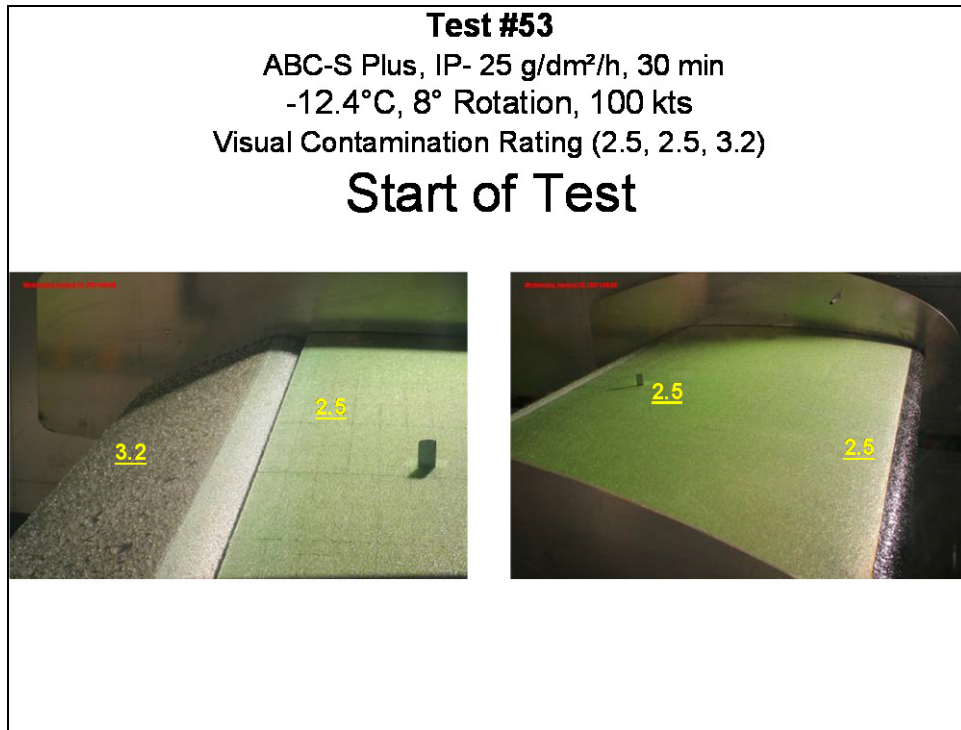 Test #53
ABC-S Plus, IP- 25 g/dm²/h, 30 min
-12.4°C, 8° Rotation, 100 kts
Visual Contamination Rating (2.5, 2.5, 3.2)
Start of Test
3.2
2.5
2.5
2.5